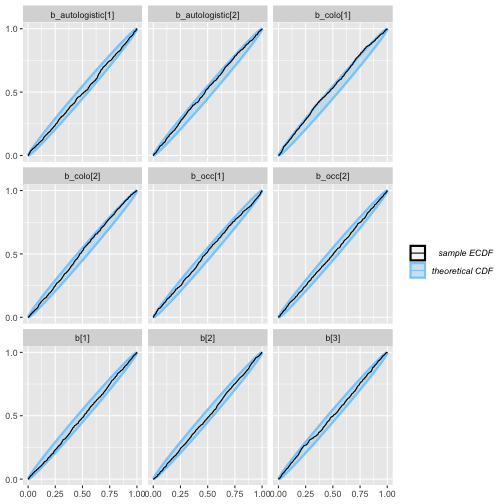 b_autologistic[1] b_autologistic[2] b_colo[1]
1.0
0.5
0.0
b_colo[2] b_occ[1] b_occ[2]
1.0
0.5
0.0
sample ECDF
theoretical CDF
b[1] b[2] b[3]
1.0
0.5
0.0
0.00 0.25 0.50 0.75 1.00 0.00 0.25 0.50 0.75 1.00 0.00 0.25 0.50 0.75 1.00